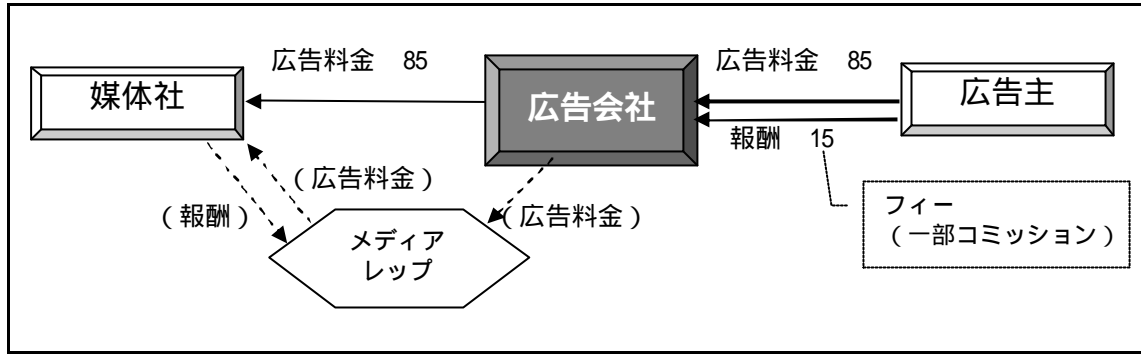 広告料金 85
広告料金 85
媒体社
広告会社
広告主
報酬 15
(広告料金)
(報酬)
(広告料金)
フィー
(一部コミッション)
メディア
レップ